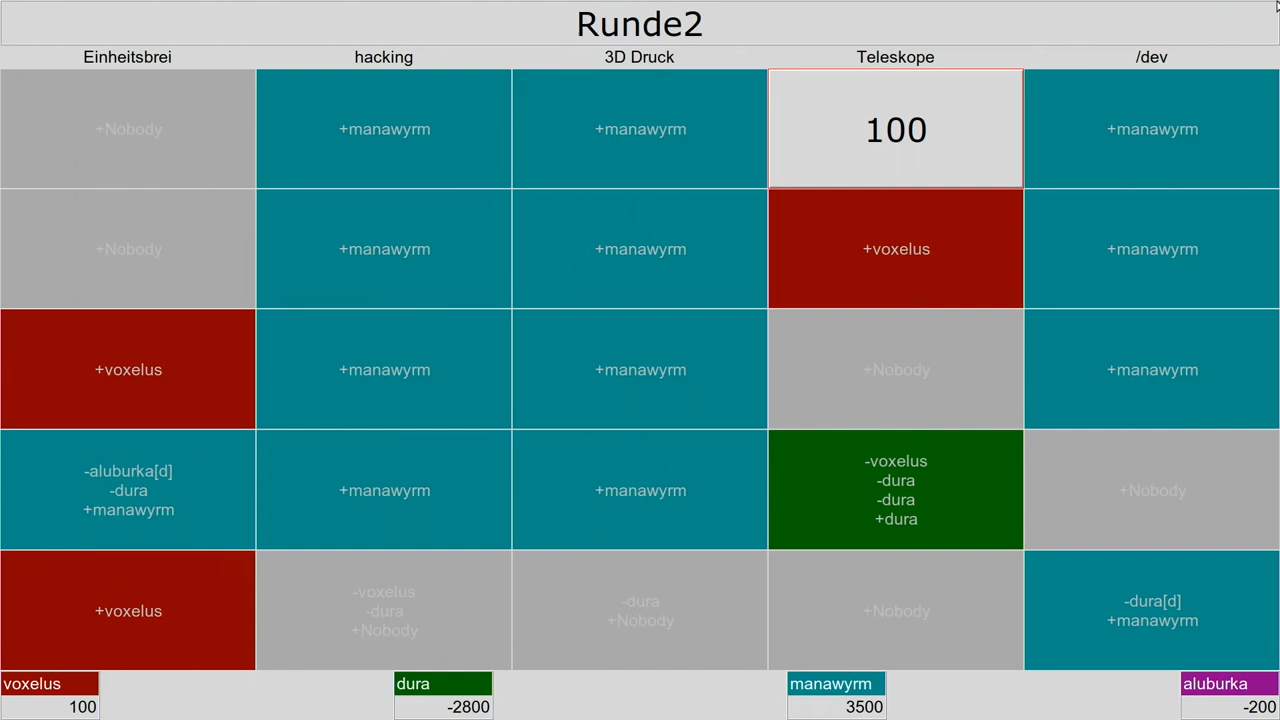 Runde2
Einheitsbrei hacking 3D Druck Teleskope /dev
+Nobody +manawyrm +manawyrm 100 +manawyrm
+Nobody +manawyrm +manawyrm +voxelus +manawyrm
+voxelus +manawyrm +manawyrm +Nobody +manawyrm
-aluburka[d]
-dura
+manawyrm
+manawyrm
+manawyrm
-voxelus
-dura
-dura
+dura
+Nobody
+voxelus
-voxelus
-dura
+Nobody
-dura
+Nobody
+Nobody
-dura[d]
+manawyrm
voxelus dura manawyrm aluburka
100 -2800 3500 -200